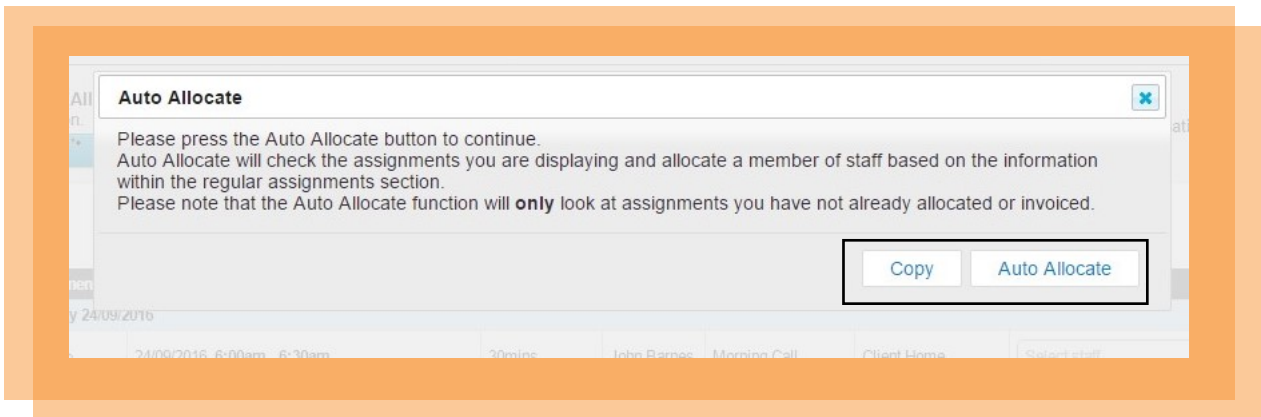 All
Auto Allocate
n.
ati
Please press the Auto Allocate button to continue.
Auto Allocate will check the assignments you are displaying and allocate a member of staff based on the information
within the regular assignments section.
Please note that the Auto Allocate function will only look at assignments you have not already allocated or invoiced.
Copy Auto Allocate
men
y 24/09/2016
24/09/2016 6:00am 6:30am 30mins John Barnes Morning Call Client Home Select staff